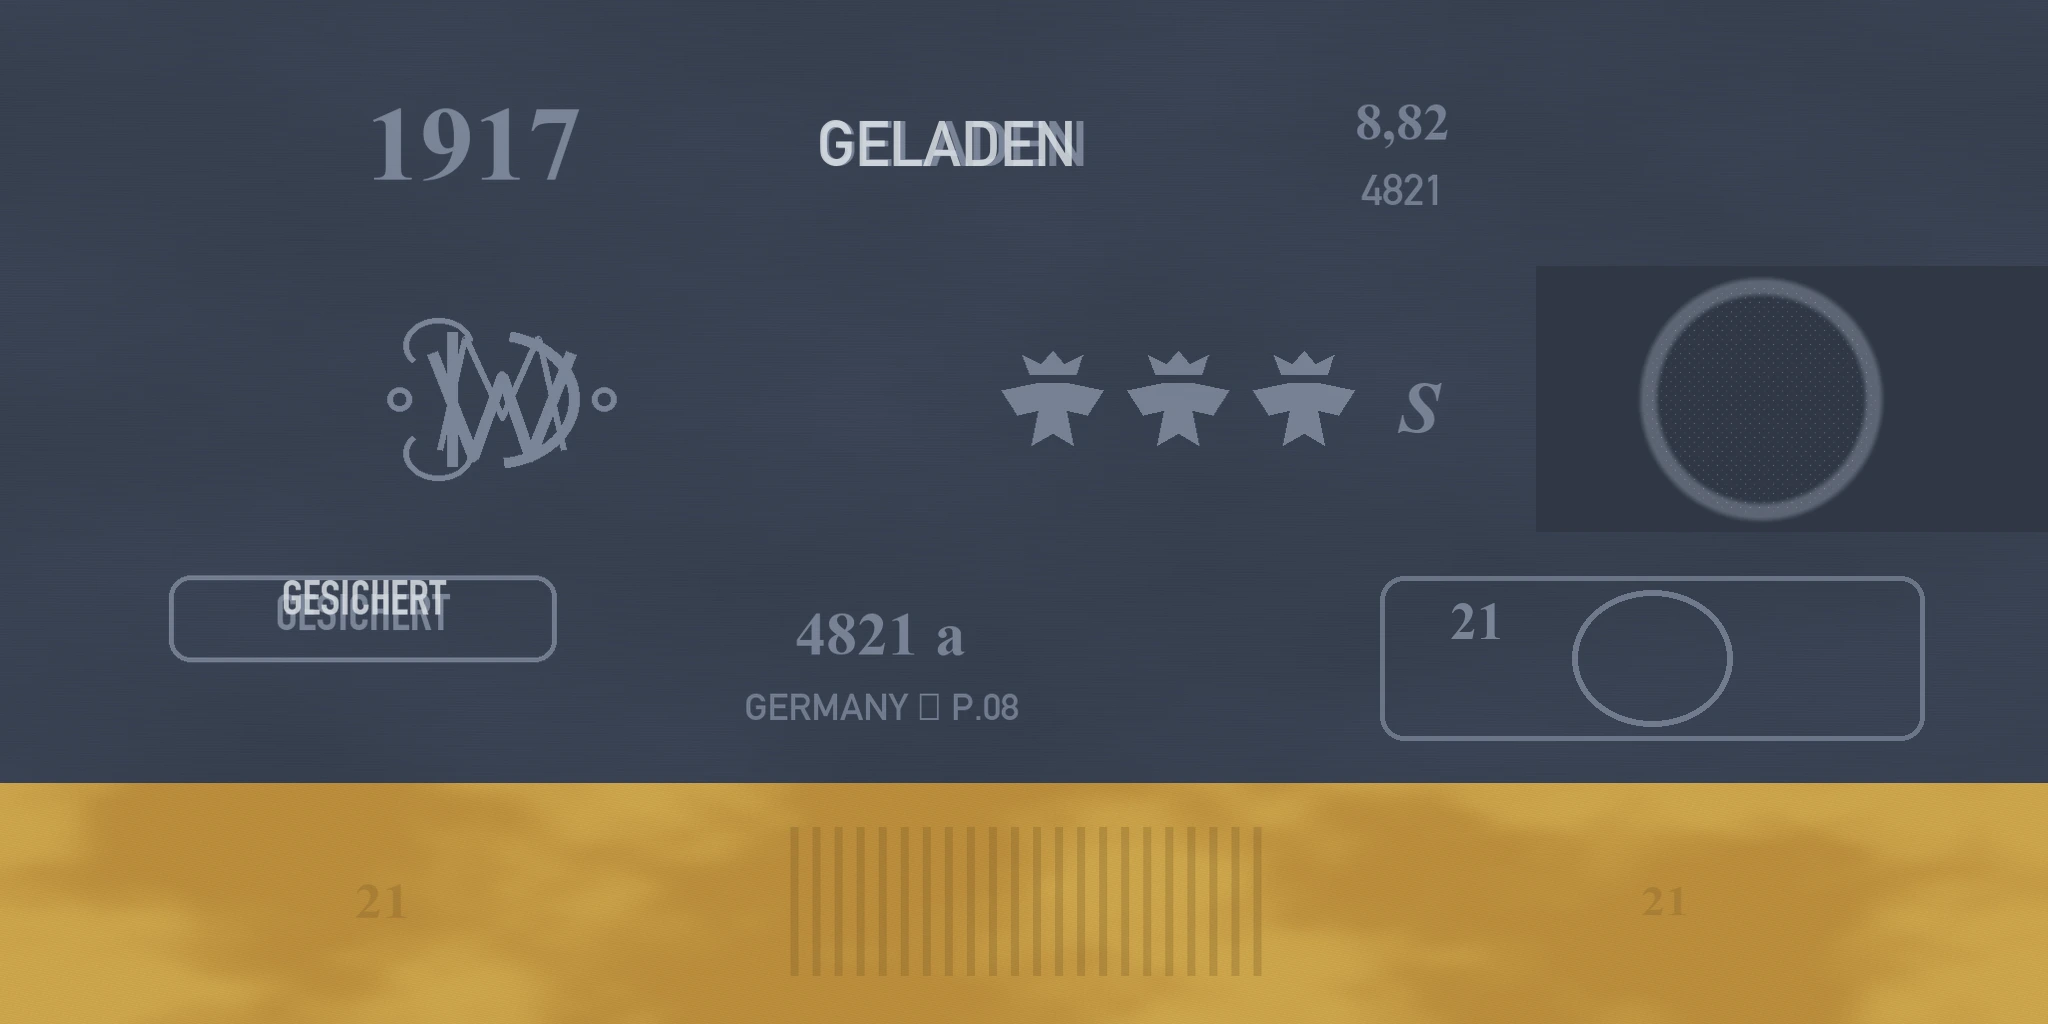 1917
GELADEN
8,82
4821
S
GESICHERT
4821 a
GERMANY □ P.08
21
21
21